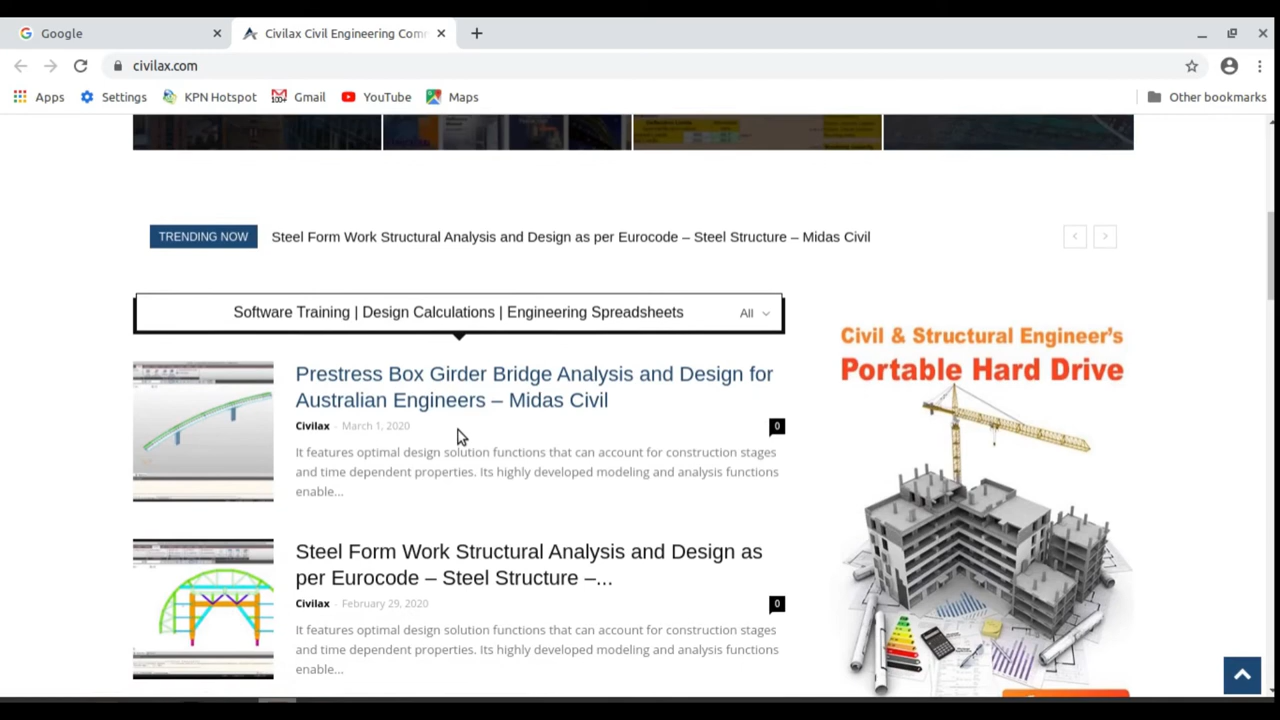 Google
Civilax Civil Engineering Com
civilax.com
Apps
Settings
KPN Hotspot
Gmail
YouTube
Maps
Other bookmarks
TRENDING NOW
Steel Form Work Structural Analysis and Design as per Eurocode – Steel Structure – Midas Civil
Software Training | Design Calculations | Engineering Spreadsheets
All
Prestress Box Girder Bridge Analysis and Design for
Australian Engineers – Midas Civil
Civilax - March 1, 2020
0
It features optimal design solution functions that can account for construction stages
and time dependent properties. Its highly developed modeling and analysis functions
enable...
Steel Form Work Structural Analysis and Design as
per Eurocode – Steel Structure –...
Civilax - February 29, 2020
0
It features optimal design solution functions that can account for construction stages
and time dependent properties. Its highly developed modeling and analysis functions
enable...
Civil & Structural Engineer's
Portable Hard Drive